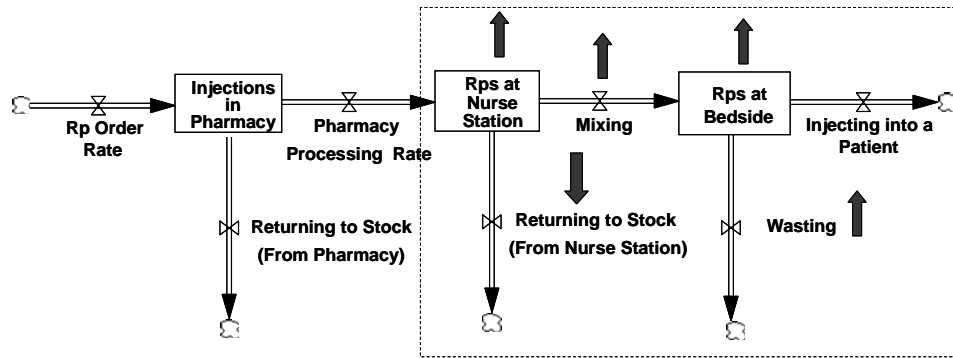 Injections
in
Pharmacy
Rps at
Nurse
Station
Rps at
Bedside
Rp Order
Rate
Pharmacy
Processing Rate
Mixing
Injecting into a
Patient
Returning to Stock
(From Pharmacy)
Returning to Stock
(From Nurse Station)
Wasting